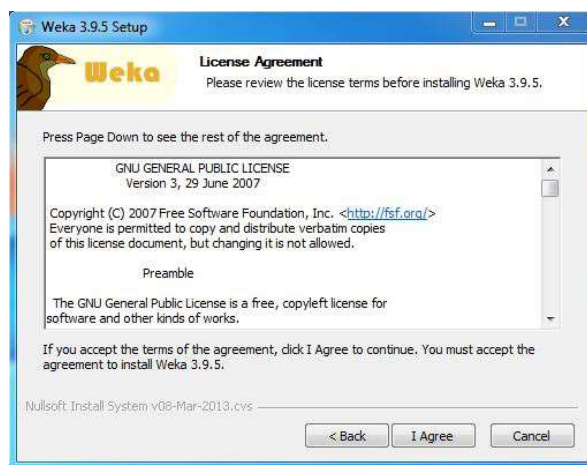 Weka 3.9.5 Setup
Weka
License Agreement
Please review the license terms before installing Weka 3.9.5.
Press Page Down to see the rest of the agreement.
GNU GENERAL PUBLIC LICENSE
Version 3, 29 June 2007
Copyright (C) 2007 Free Software Foundation, Inc. <http://fsf.org/>
Everyone is permitted to copy and distribute verbatim copies
of this license document, but changing it is not allowed.
Preamble
The GNU General Public License is a free, copyleft license for
software and other kinds of works.
If you accept the terms of the agreement, click I Agree to continue. You must accept the
agreement to install Weka 3.9.5.
Nullsoft Install System v08-Mar-2013.cvs
< Back I Agree Cancel